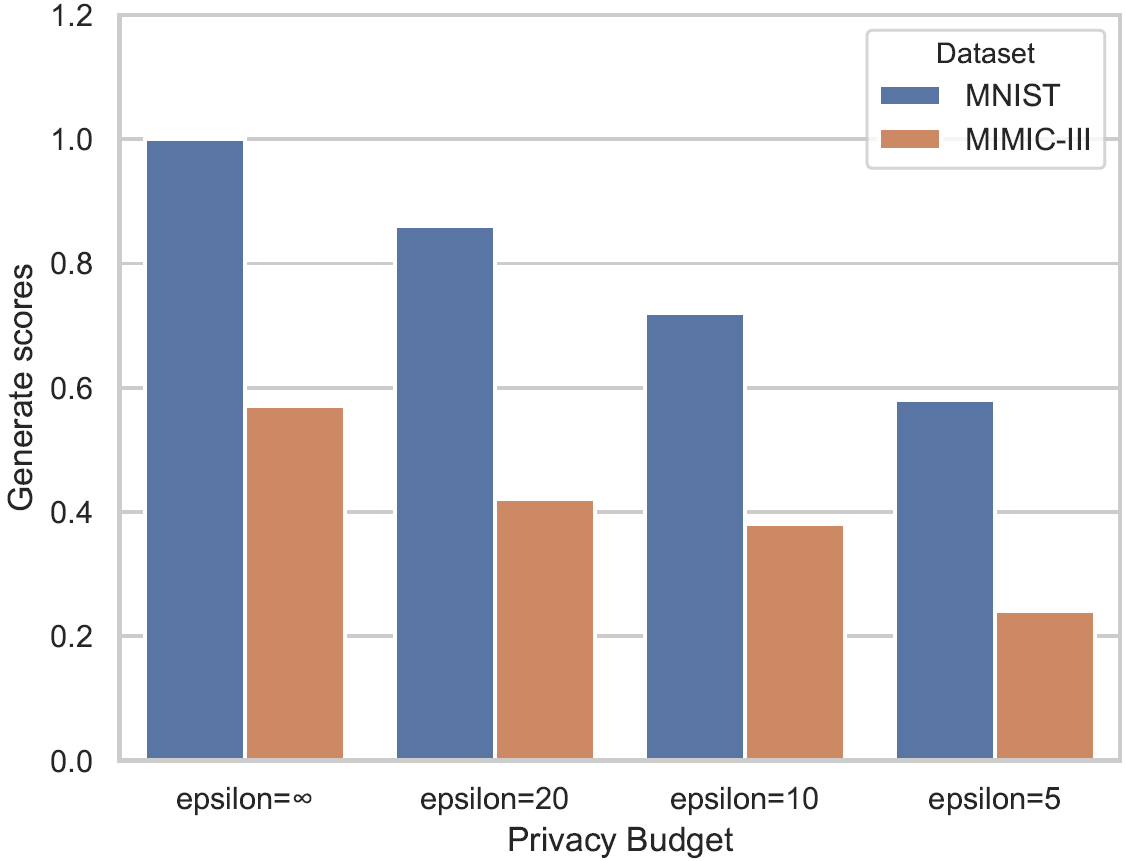 1.2
1.0
0.8
0.6
0.4
0.2
0.0
Generate scores
Dataset
MNIST
MIMIC-III
epsilon=∞
epsilon=20
epsilon=10
epsilon=5
Privacy Budget